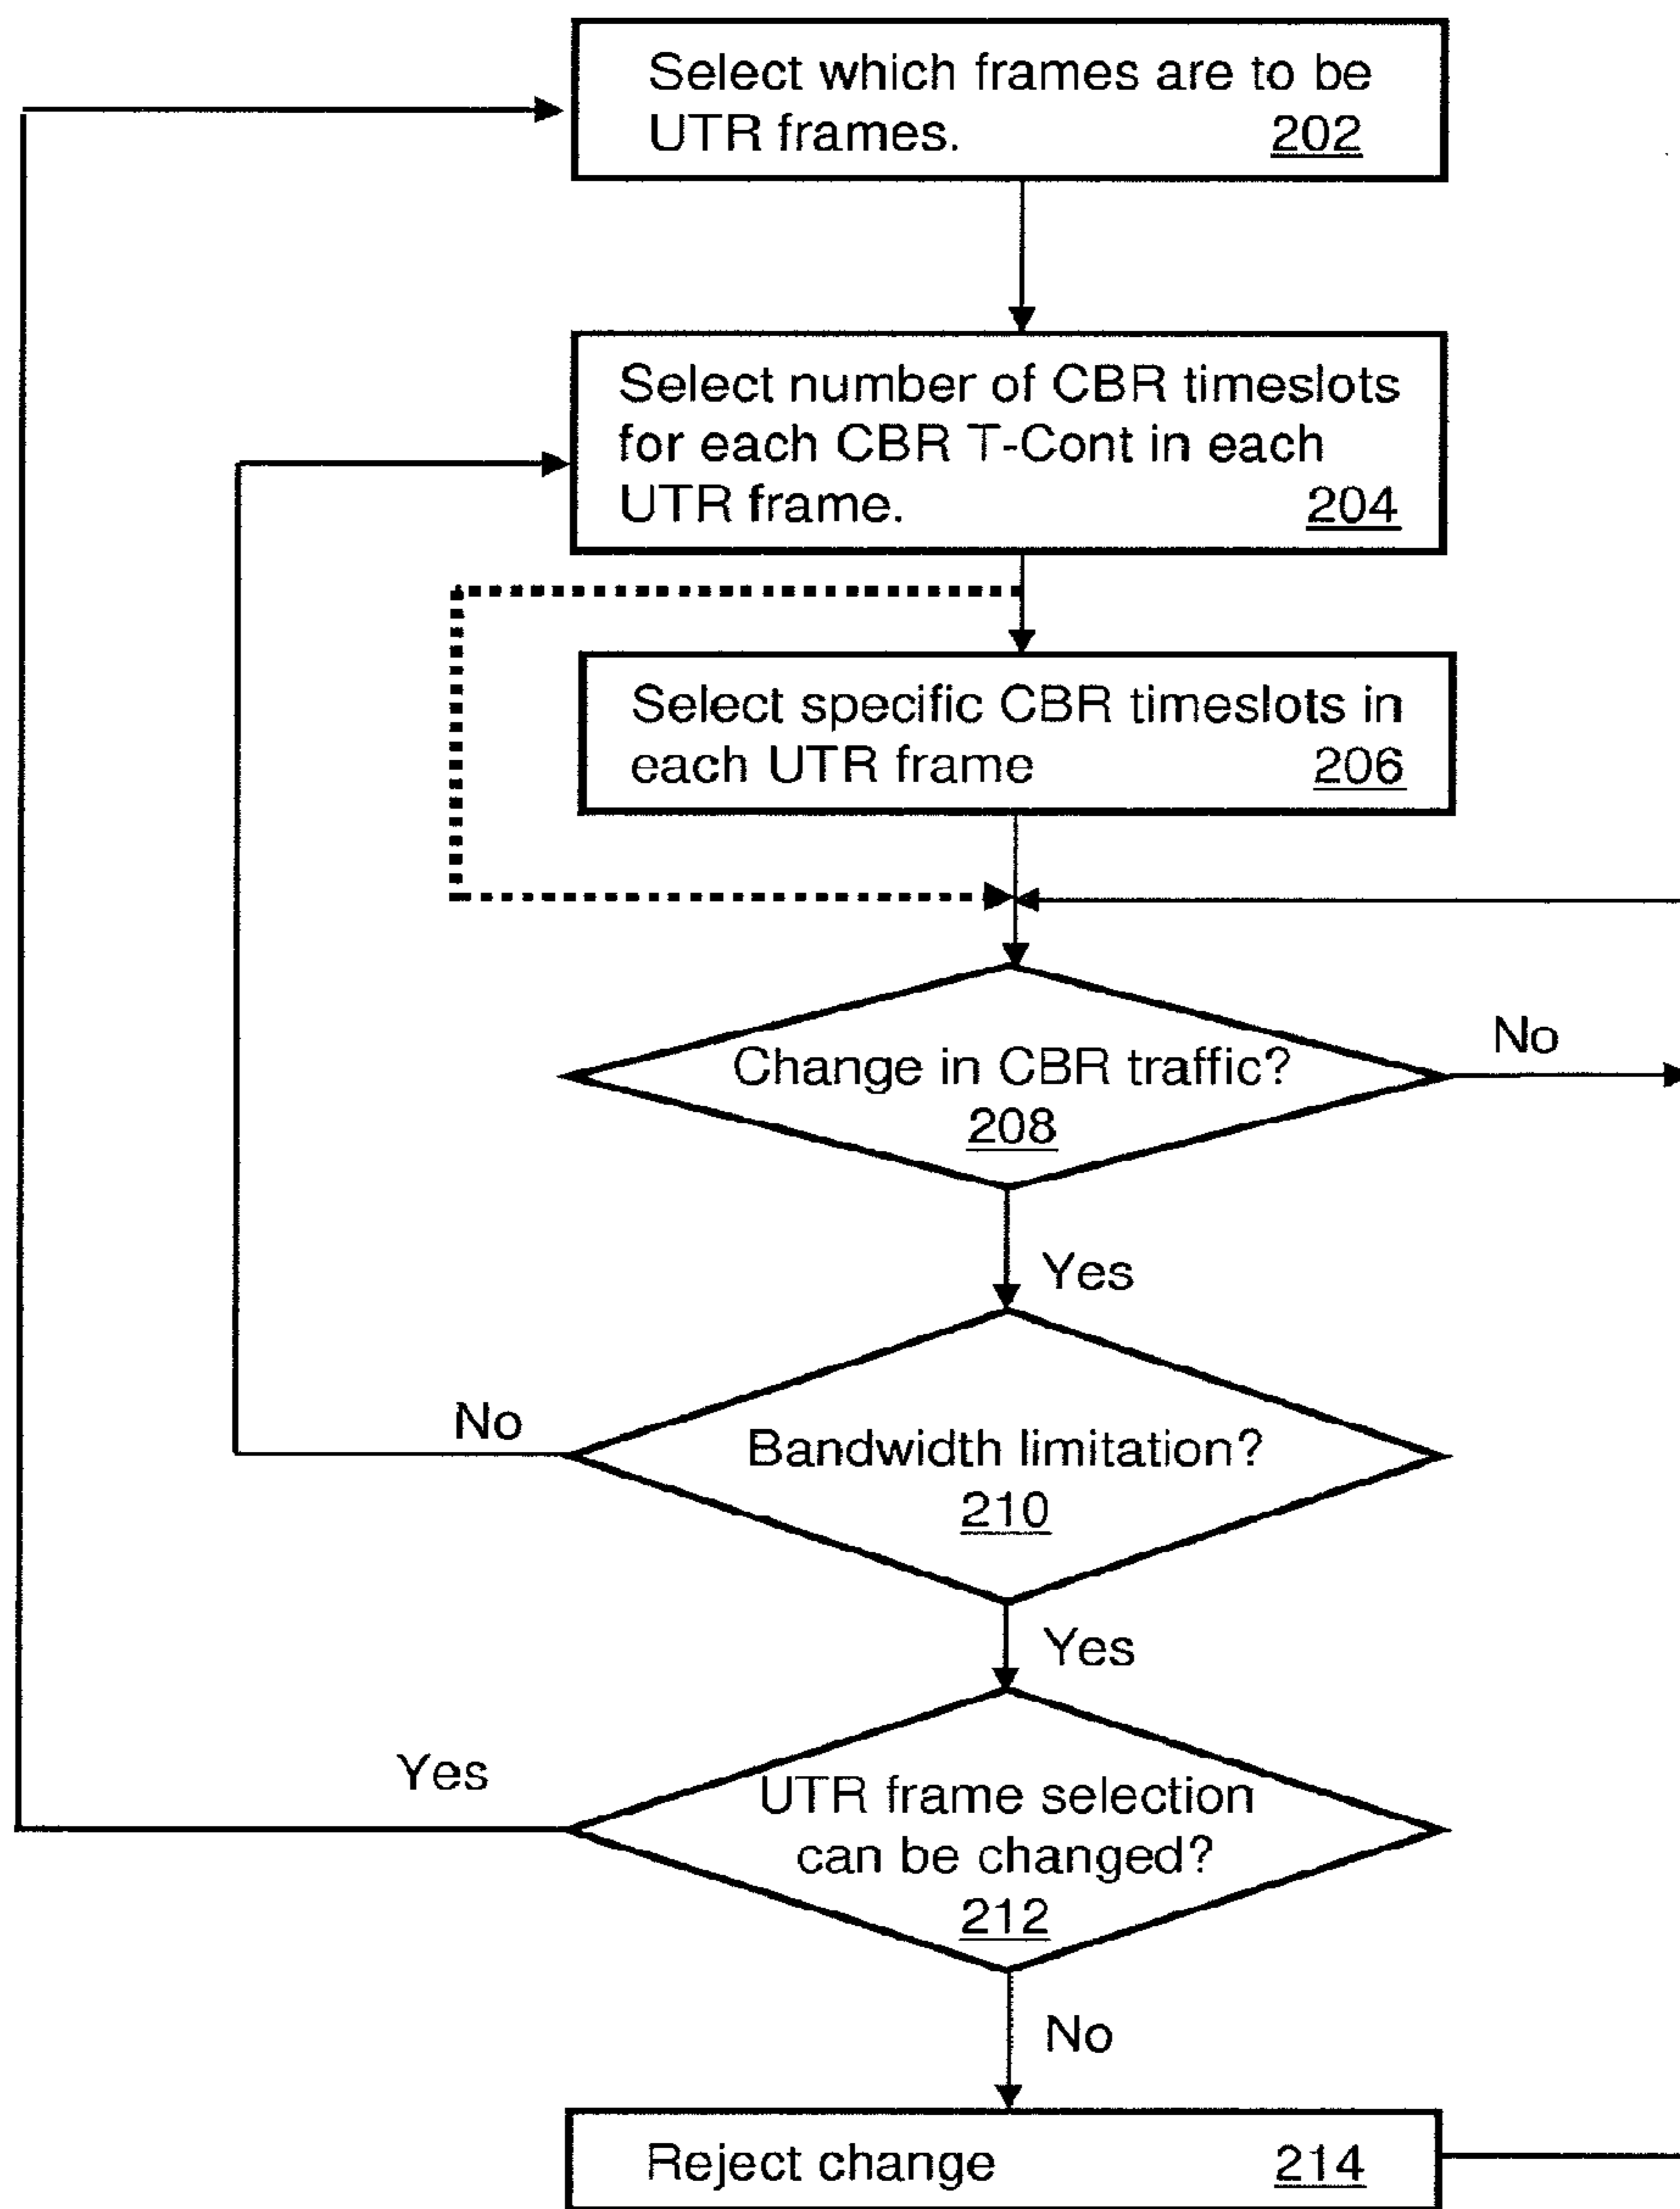 Select which frames are to be
UTR frames. 202
Select number of CBR timeslots
for each CBR T-Cont in each
UTR frame. 204
Select specific CBR timeslots in
each UTR frame 206
Change in CBR traffic?
208
No
Yes
Bandwidth limitation?
210
No
Yes
UTR frame selection
can be changed?
212
Yes
No
Reject change 214